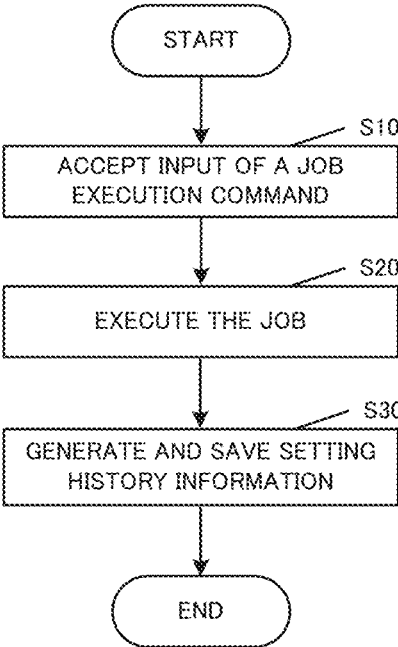 START
S10
ACCEPT INPUT OF A JOB
EXECUTION COMMAND
S20
EXECUTE THE JOB
S30
GENERATE AND SAVE SETTING
HISTORY INFORMATION
END